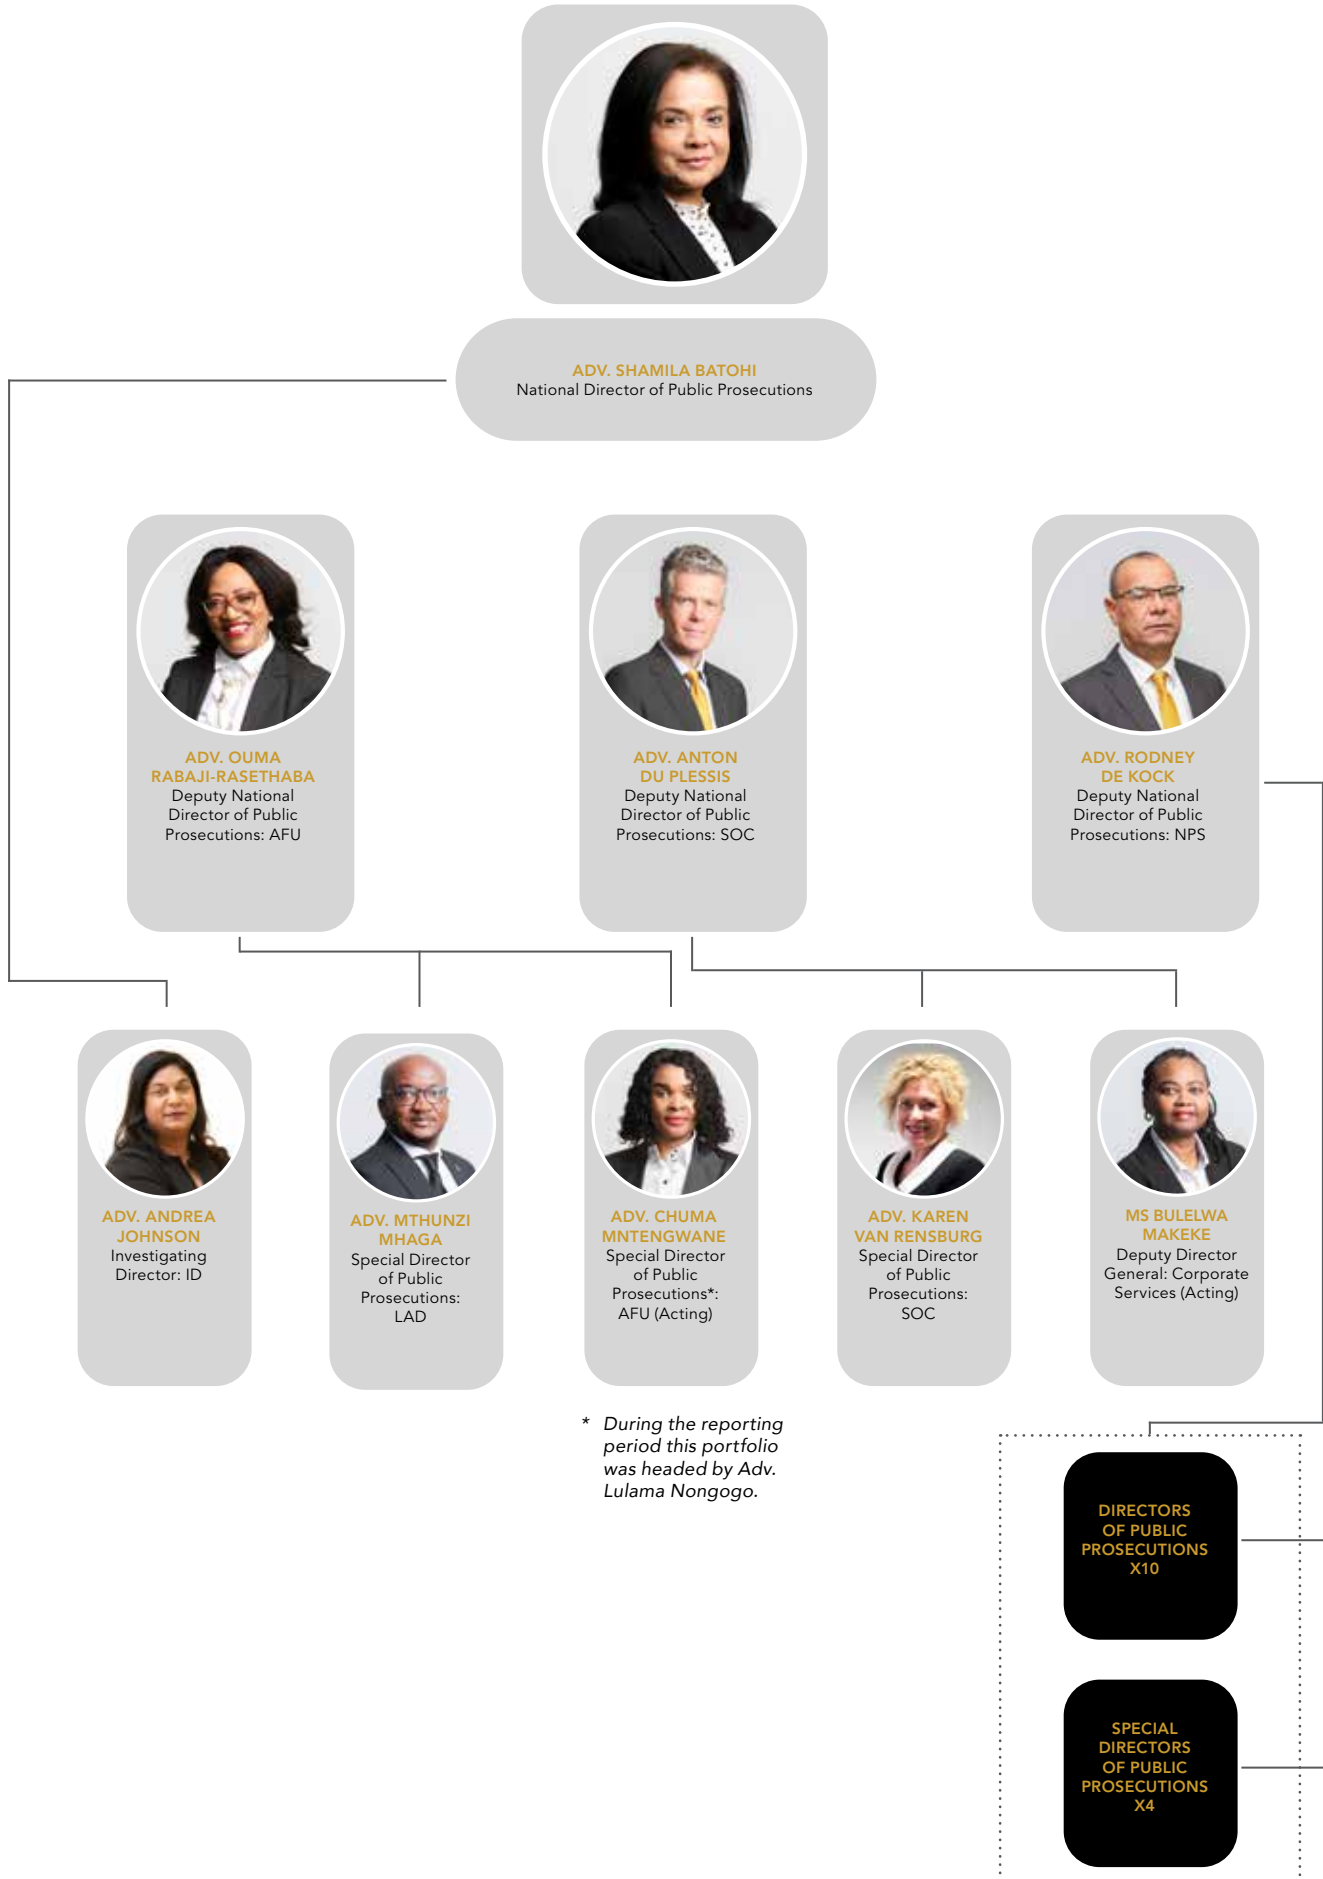 ADV. SHAMILA BATOHI
National Director of Public Prosecutions
ADV. OUMA
RABAJI-RASETHABA
Deputy National
Director of Public
Prosecutions: AFU
ADV. ANTON
DU PLESSIS
Deputy National
Director of Public
Prosecutions: SOC
ADV. RODNEY
DE KOCK
Deputy National
Director of Public
Prosecutions: NPS
ADV. ANDREA
JOHNSON
Investigating
Director: ID
ADV. MTHUNZI
MHAGA
Special Director
of Public
Prosecutions:
LAD
ADV. CHUMA
MNTENGWANE
Special Director
of Public
Prosecutions*:
AFU (Acting)
ADV. KAREN
VAN RENSBURG
Special Director
of Public
Prosecutions:
SOC
MS BULELWA
MAKEKE
Deputy Director
General: Corporate
Services (Acting)
* During the reporting
period this portfolio
was headed by Adv.
Lulama Nongogo.
DIRECTORS
OF PUBLIC
PROSECUTIONS
X10
SPECIAL
DIRECTORS
OF PUBLIC
PROSECUTIONS
X4